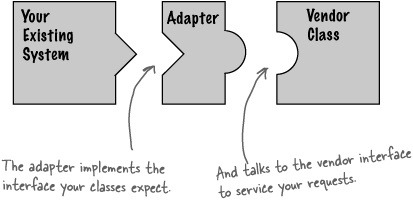 Your
Existing
System
Adapter
Vendor
Class
The adapter implements the
interface your classes expect.
And talks to the vendor interface
to service your requests.